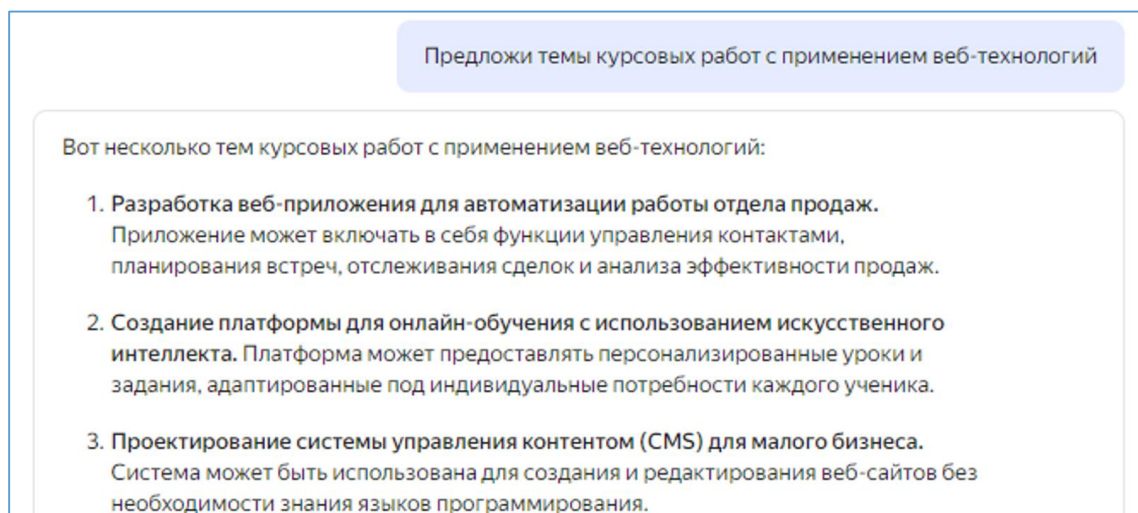 Предложи темы курсовых работ с применением веб-технологий
Вот несколько тем курсовых работ с применением веб-технологий:
1. Разработка веб-приложения для автоматизации работы отдела продаж.
Приложение может включать в себя функции управления контактами,
планирования встреч, отслеживания сделок и анализа эффективности продаж.
2. Создание платформы для онлайн-обучения с использованием искусственного
интеллекта. Платформа может предоставлять персонализированные уроки и
задания, адаптированные под индивидуальные потребности каждого ученика.
3. Проектирование системы управления контентом (CMS) для малого бизнеса.
Система может быть использована для создания и редактирования веб-сайтов без
необходимости знания языков программирования.